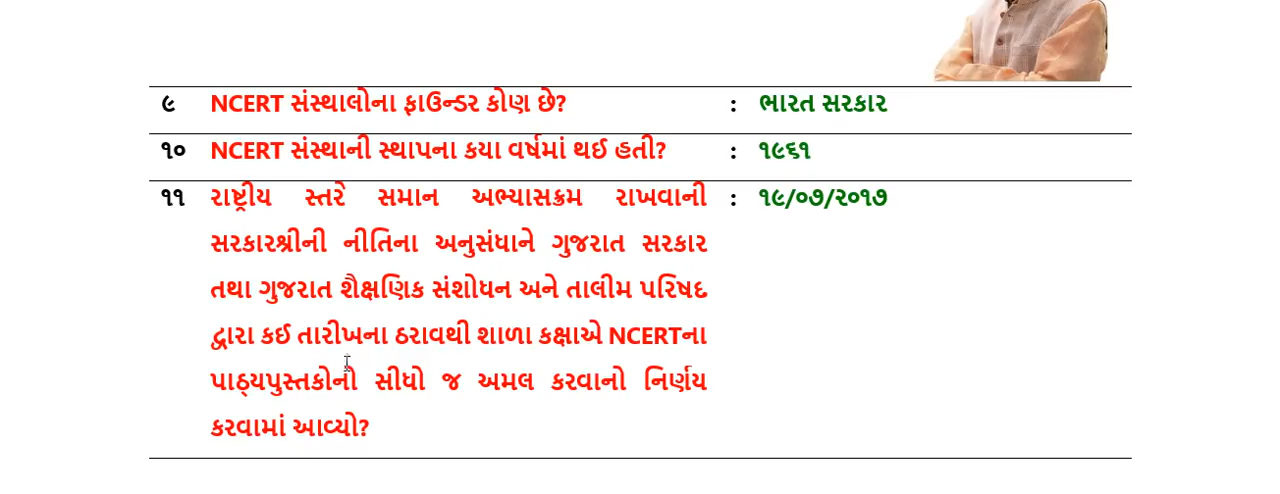 ૯ NCERT સંસ્થાલોના ફાઉન્ડર કોણ છે? : ભારત સરકાર
૧૦ NCERT સંસ્થાની સ્થાપના કયા વર્ષમાં થઈ હતી? : ૧૯૬૧
૧૧ રાષ્ટ્રીય સ્તરે સમાન અભ્યાસક્રમ રાખવાની : ૧૯/૦૭/૨૦૧૭
સરકારશ્રીની નીતિના અનુસંધાને ગુજરાત સરકાર
તથા ગુજરાત શૈક્ષણિક સંશોધન અને તાલીમ પરિષદ
દ્વારા કઈ તારીખના ઠરાવથી શાળા કક્ષાએ NCERTના
પાઠ્યપુસ્તકોનો સીધો જ અમલ કરવાનો નિર્ણય
કરવામાં આવ્યો?